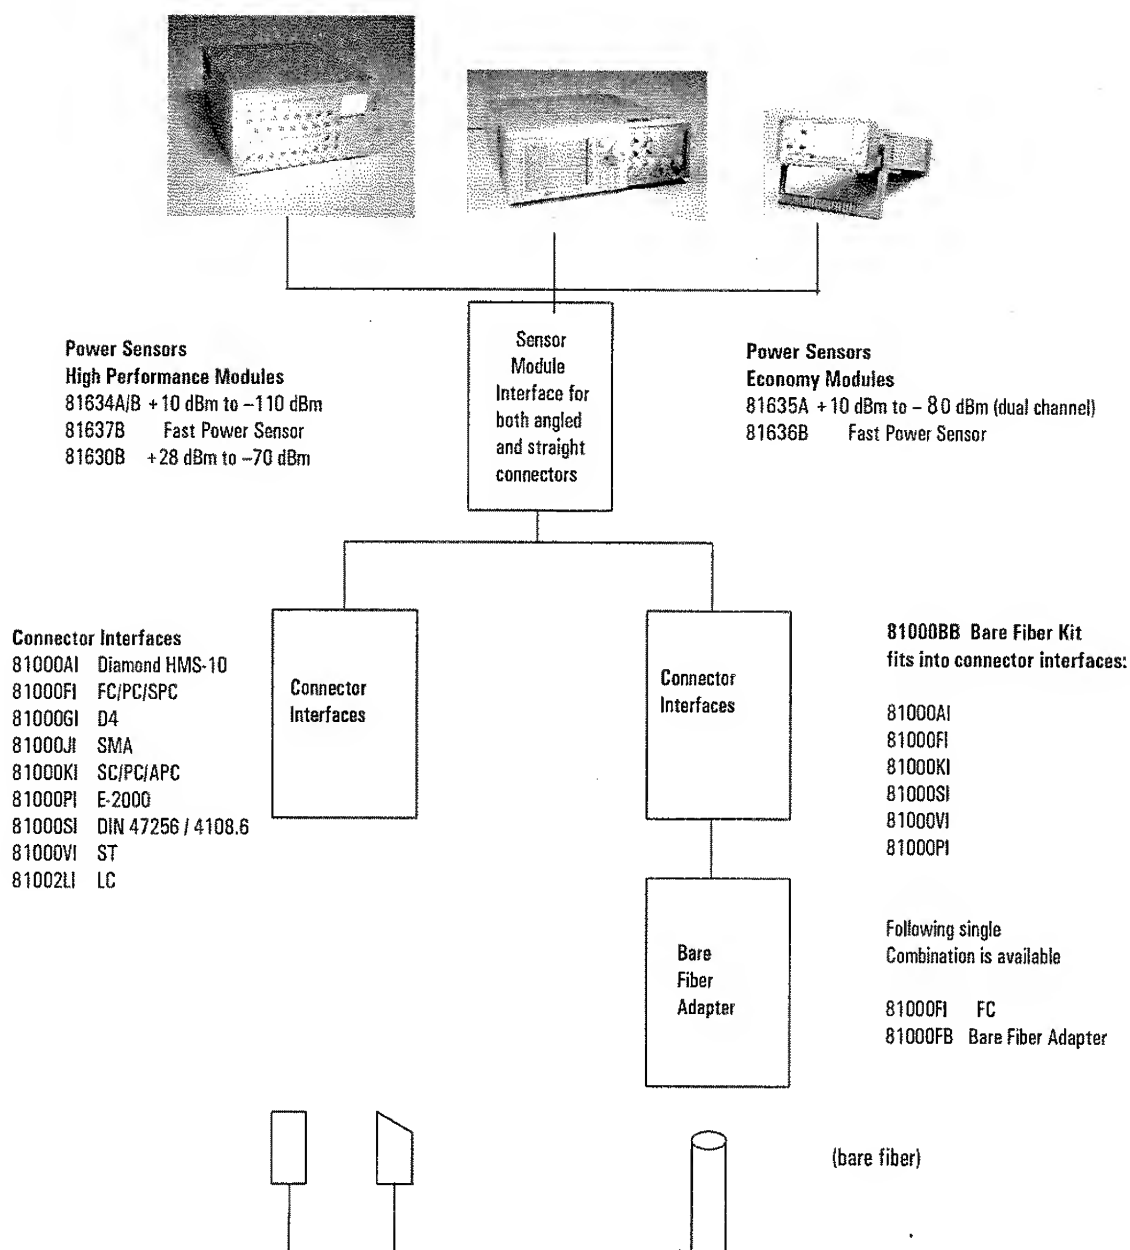 Power Sensors
High Performance Modules
81634A/B +10 dBm to –110 dBm
81637B Fast Power Sensor
81630B +28 dBm to –70 dBm
Sensor
Module
Interface for
both angled
and straight
connectors
Power Sensors
Economy Modules
81635A +10 dBm to – 80 dBm (dual channel)
81636B Fast Power Sensor
Connector Interfaces
81000AI Diamond HMS-10
81000FI FC/PC/SPC
81000GI D4
81000JI SMA
81000KI SC/PC/APC
81000PI E-2000
81000SI DIN 47256 / 4108.6
81000VI ST
81002LI LC
Connector
Interfaces
Connector
Interfaces
81000BB Bare Fiber Kit
fits into connector interfaces:
81000AI
81000FI
81000KI
81000SI
81000VI
81000PI
Bare
Fiber
Adapter
Following single
Combination is available
81000FI FC
81000FB Bare Fiber Adapter
(bare fiber)